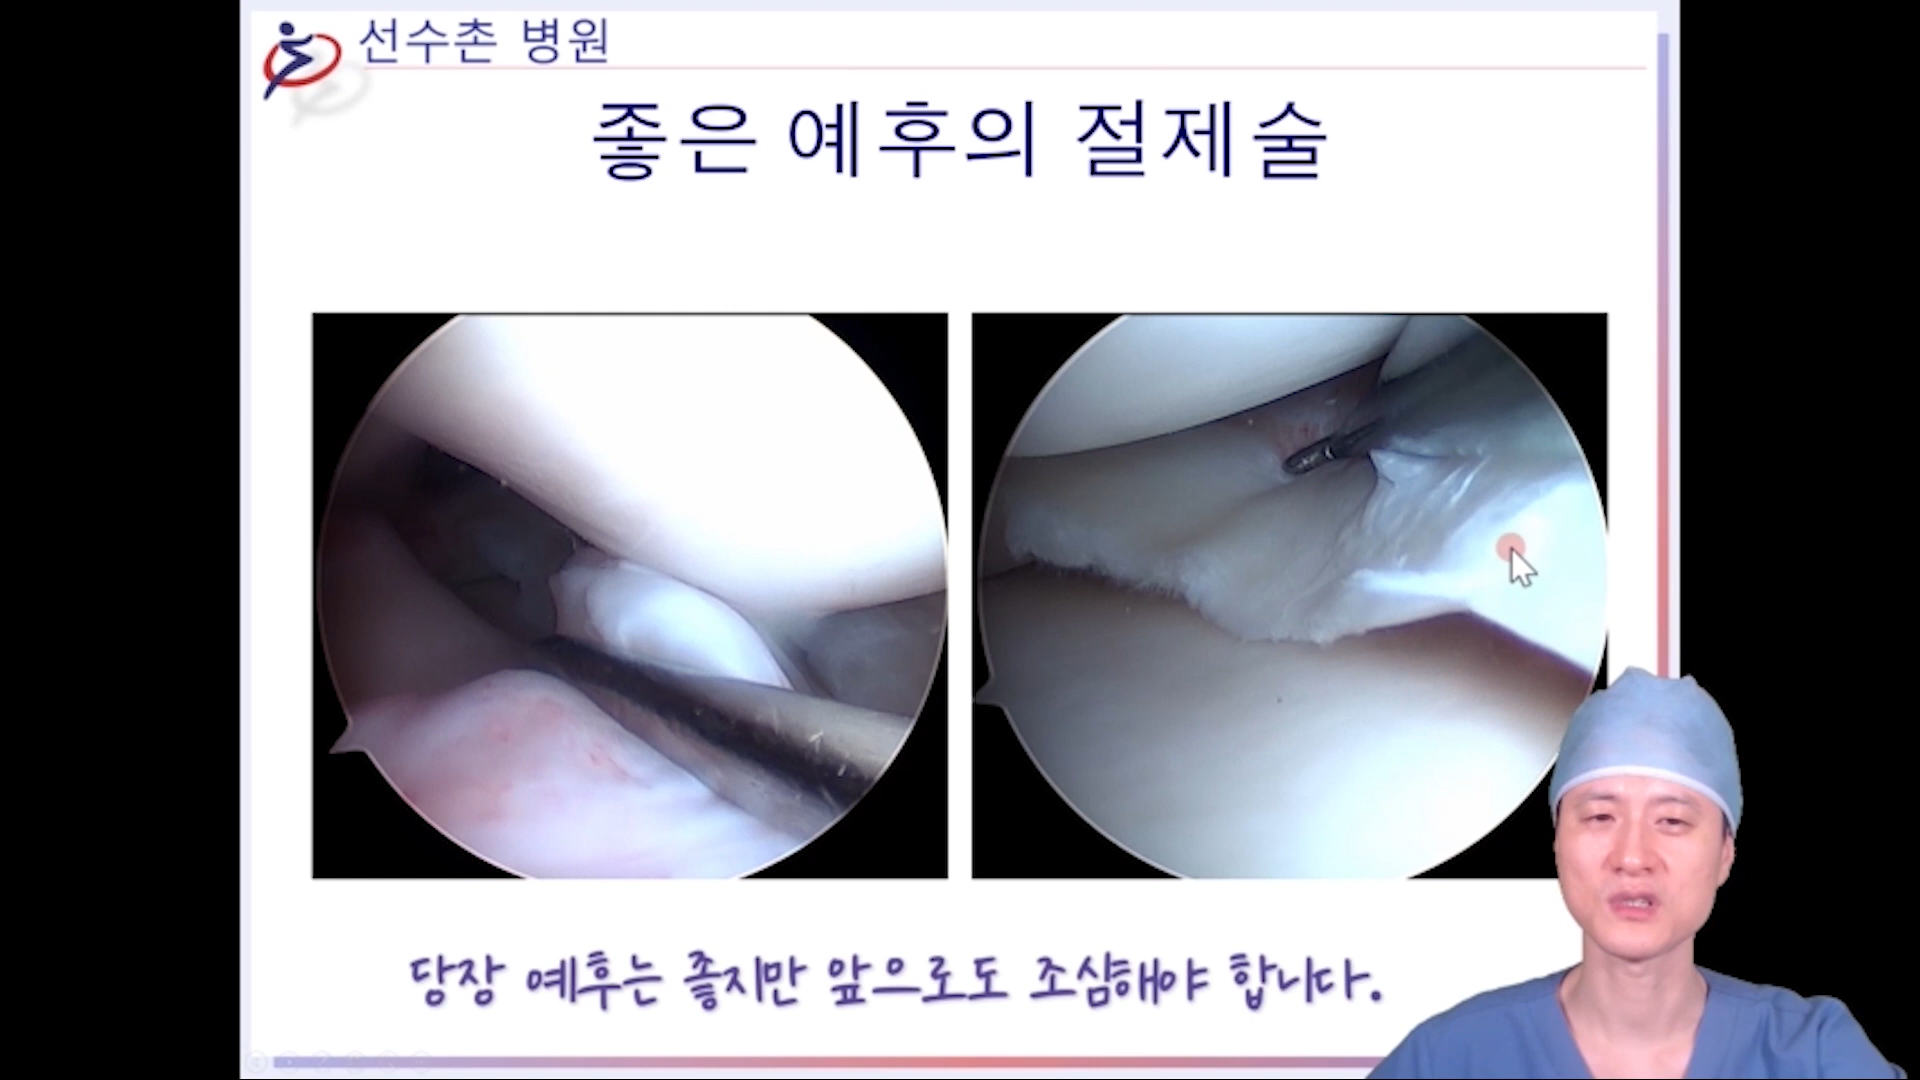 선수촌 병원
좋은 예후의 절제술
당장 예후는 좋지만 앞으로도 조심해야 합니다.